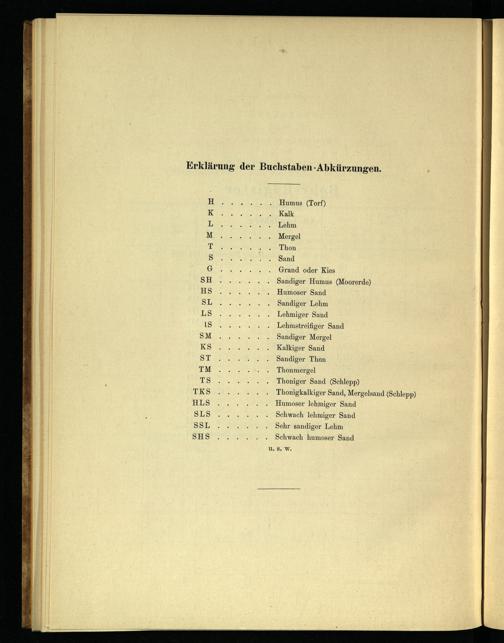 Erklärung der Buchstaben-Abkürzungen.
H . . . . . . Humus (Torf)
K . . . . . . Kalk
L . . . . . . Lehm
M . . . . . . Mergel
T . . . . . . Thon
S . . . . . . Sand
G . . . . . . Grand oder Kies
SH . . . . . . Sandiger Humus (Moorerde)
HS . . . . . . Humoser Sand
SL . . . . . . Sandiger Lehm
LS . . . . . . Lehmiger Sand
lS . . . . . . Lehmstreifiger Sand
SM . . . . . . Sandiger Mergel
KS . . . . . . Kalkiger Sand
ST . . . . . . Sandiger Thon
TM . . . . . . Thonmergel
TS . . . . . . Thoniger Sand (Schlepp)
TKS . . . . . . Thonigkalkiger Sand, Mergelsand (Schlepp)
HLS . . . . . . Humoser lehmiger Sand
SLS . . . . . . Schwach lehmiger Sand
SSL . . . . . . Sehr sandiger Lehm
SHS . . . . . . Schwach humoser Sand
u. s. w.